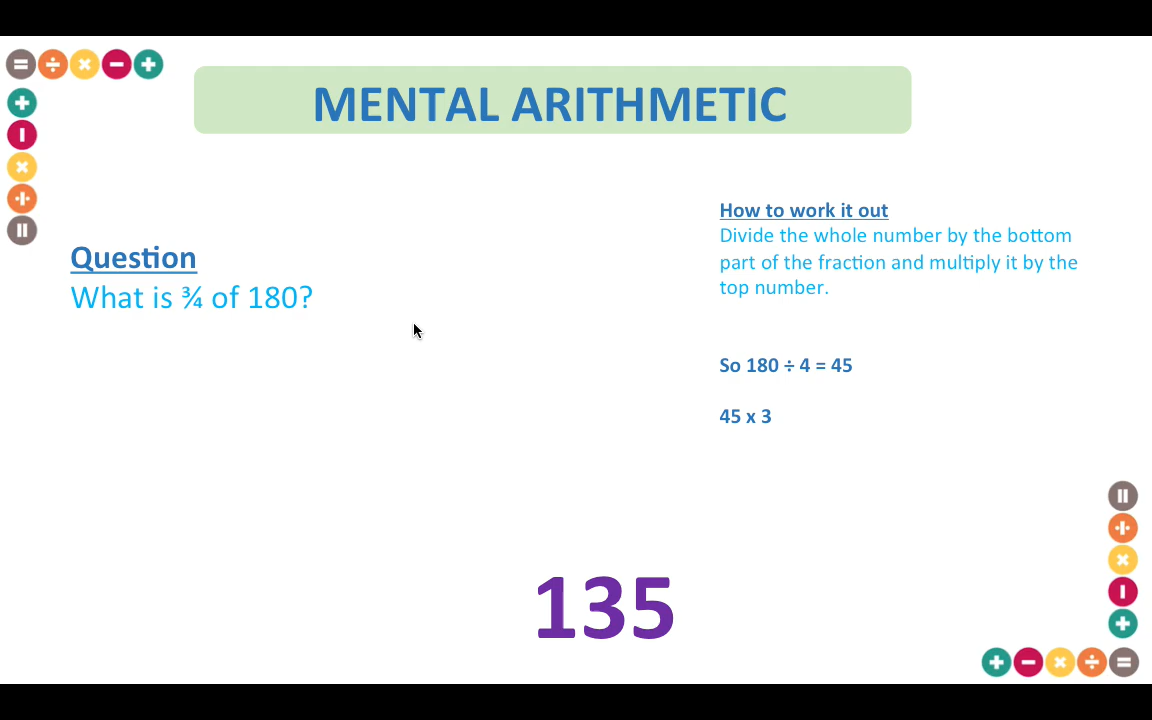 MENTAL ARITHMETIC
Question
What is ¾ of 180?
How to work it out
Divide the whole number by the bottom
part of the fraction and multiply it by the
top number.
So 180 ÷ 4 = 45
45 x 3
135